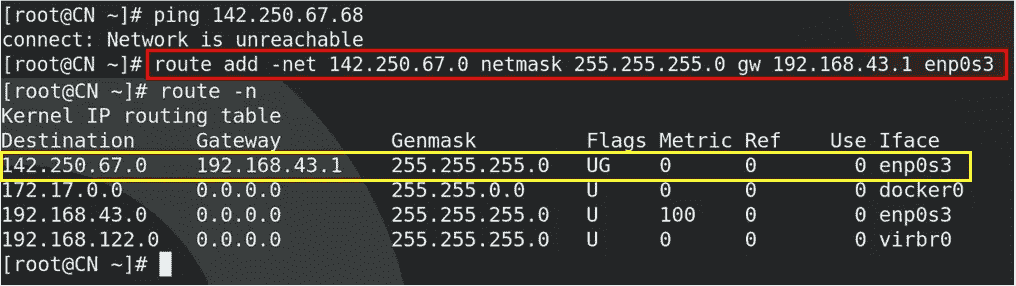 [root@CN ~]# ping 142.250.67.68
connect: Network is unreachable
[root@CN ~]# route add -net 142.250.67.0 netmask 255.255.255.0 gw 192.168.43.1 enp0s3
[root@CN ~]# route -n
Kernel IP routing table
Destination Gateway Genmask Flags Metric Ref Use Iface
142.250.67.0 192.168.43.1 255.255.255.0 UG 0 0 0 enp0s3
172.17.0.0 0.0.0.0 255.255.0.0 U 0 0 0 docker0
192.168.43.0 0.0.0.0 255.255.255.0 U 100 0 0 enp0s3
192.168.122.0 0.0.0.0 255.255.255.0 U 0 0 0 virbr0
[root@CN ~]#